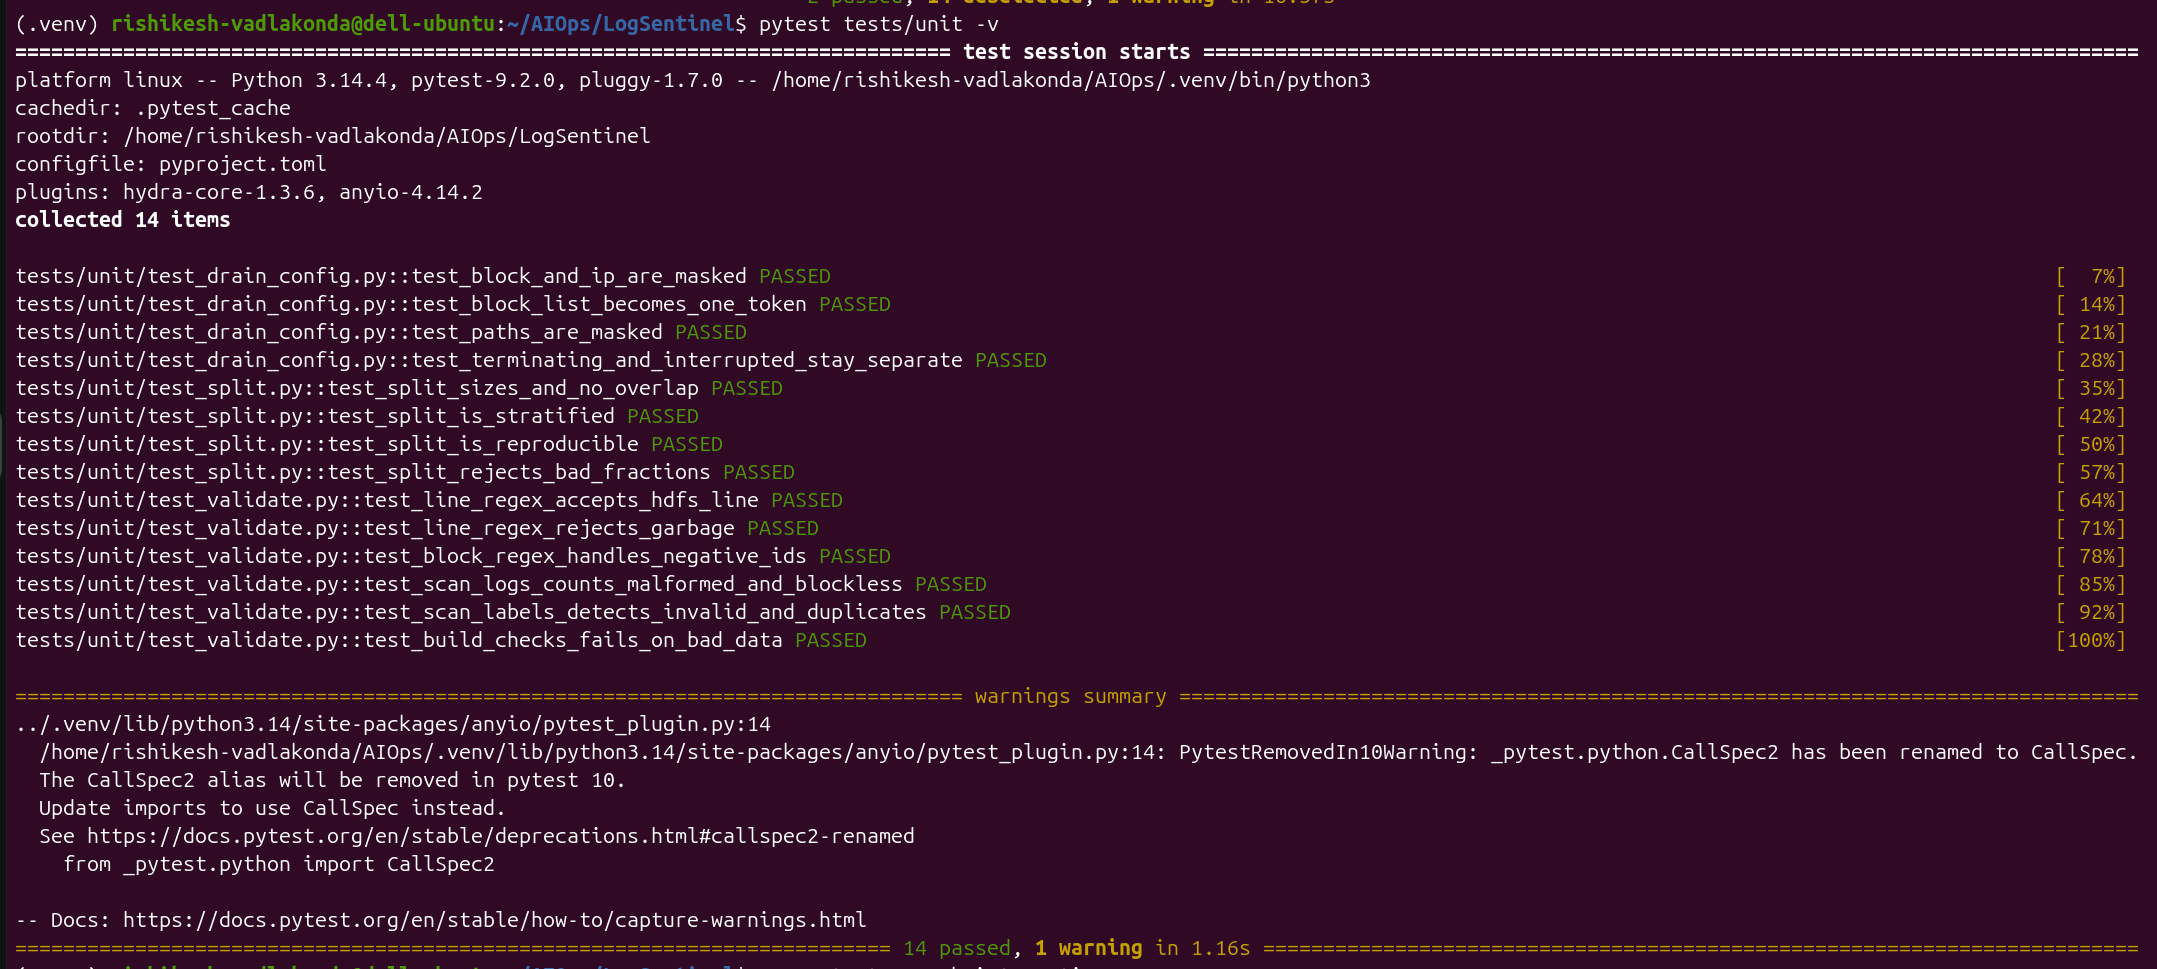 2 passed, 14 deselected, 1 warning in 16.57s
(.venv) rishikesh-vadlakonda@dell-ubuntu:~/AIOps/LogSentinel$ pytest tests/unit -v
============================================================================== test session starts ==============================================================================
platform linux -- Python 3.14.4, pytest-9.2.0, pluggy-1.7.0 -- /home/rishikesh-vadlakonda/AIOps/.venv/bin/python3
cachedir: .pytest_cache
rootdir: /home/rishikesh-vadlakonda/AIOps/LogSentinel
configfile: pyproject.toml
plugins: hydra-core-1.3.6, anyio-4.14.2
collected 14 items
tests/unit/test_drain_config.py::test_block_and_ip_are_masked PASSED [  7%]
tests/unit/test_drain_config.py::test_block_list_becomes_one_token PASSED [ 14%]
tests/unit/test_drain_config.py::test_paths_are_masked PASSED [ 21%]
tests/unit/test_drain_config.py::test_terminating_and_interrupted_stay_separate PASSED [ 28%]
tests/unit/test_split.py::test_split_sizes_and_no_overlap PASSED [ 35%]
tests/unit/test_split.py::test_split_is_stratified PASSED [ 42%]
tests/unit/test_split.py::test_split_is_reproducible PASSED [ 50%]
tests/unit/test_split.py::test_split_rejects_bad_fractions PASSED [ 57%]
tests/unit/test_validate.py::test_line_regex_accepts_hdfs_line PASSED [ 64%]
tests/unit/test_validate.py::test_line_regex_rejects_garbage PASSED [ 71%]
tests/unit/test_validate.py::test_block_regex_handles_negative_ids PASSED [ 78%]
tests/unit/test_validate.py::test_scan_logs_counts_malformed_and_blockless PASSED [ 85%]
tests/unit/test_validate.py::test_scan_labels_detects_invalid_and_duplicates PASSED [ 92%]
tests/unit/test_validate.py::test_build_checks_fails_on_bad_data PASSED [100%]
=============================================================================== warnings summary ================================================================================
../.venv/lib/python3.14/site-packages/anyio/pytest_plugin.py:14
  /home/rishikesh-vadlakonda/AIOps/.venv/lib/python3.14/site-packages/anyio/pytest_plugin.py:14: PytestRemovedIn10Warning: _pytest.python.CallSpec2 has been renamed to CallSpec.
  The CallSpec2 alias will be removed in pytest 10.
  Update imports to use CallSpec instead.
  See https://docs.pytest.org/en/stable/deprecations.html#callspec2-renamed
    from _pytest.python import CallSpec2
-- Docs: https://docs.pytest.org/en/stable/how-to/capture-warnings.html
========================================================================= 14 passed, 1 warning in 1.16s =========================================================================